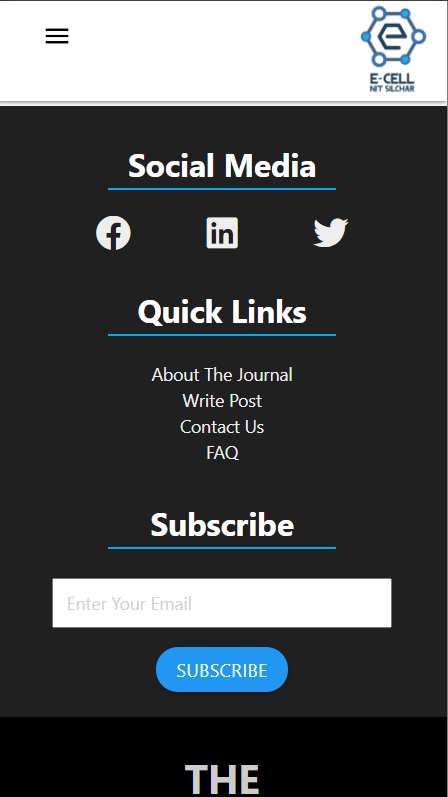 E-CELL
NIT SILCHAR
Social Media
Quick Links
About The Journal
Write Post
Contact Us
FAQ
Subscribe
Enter Your Email
SUBSCRIBE
THE